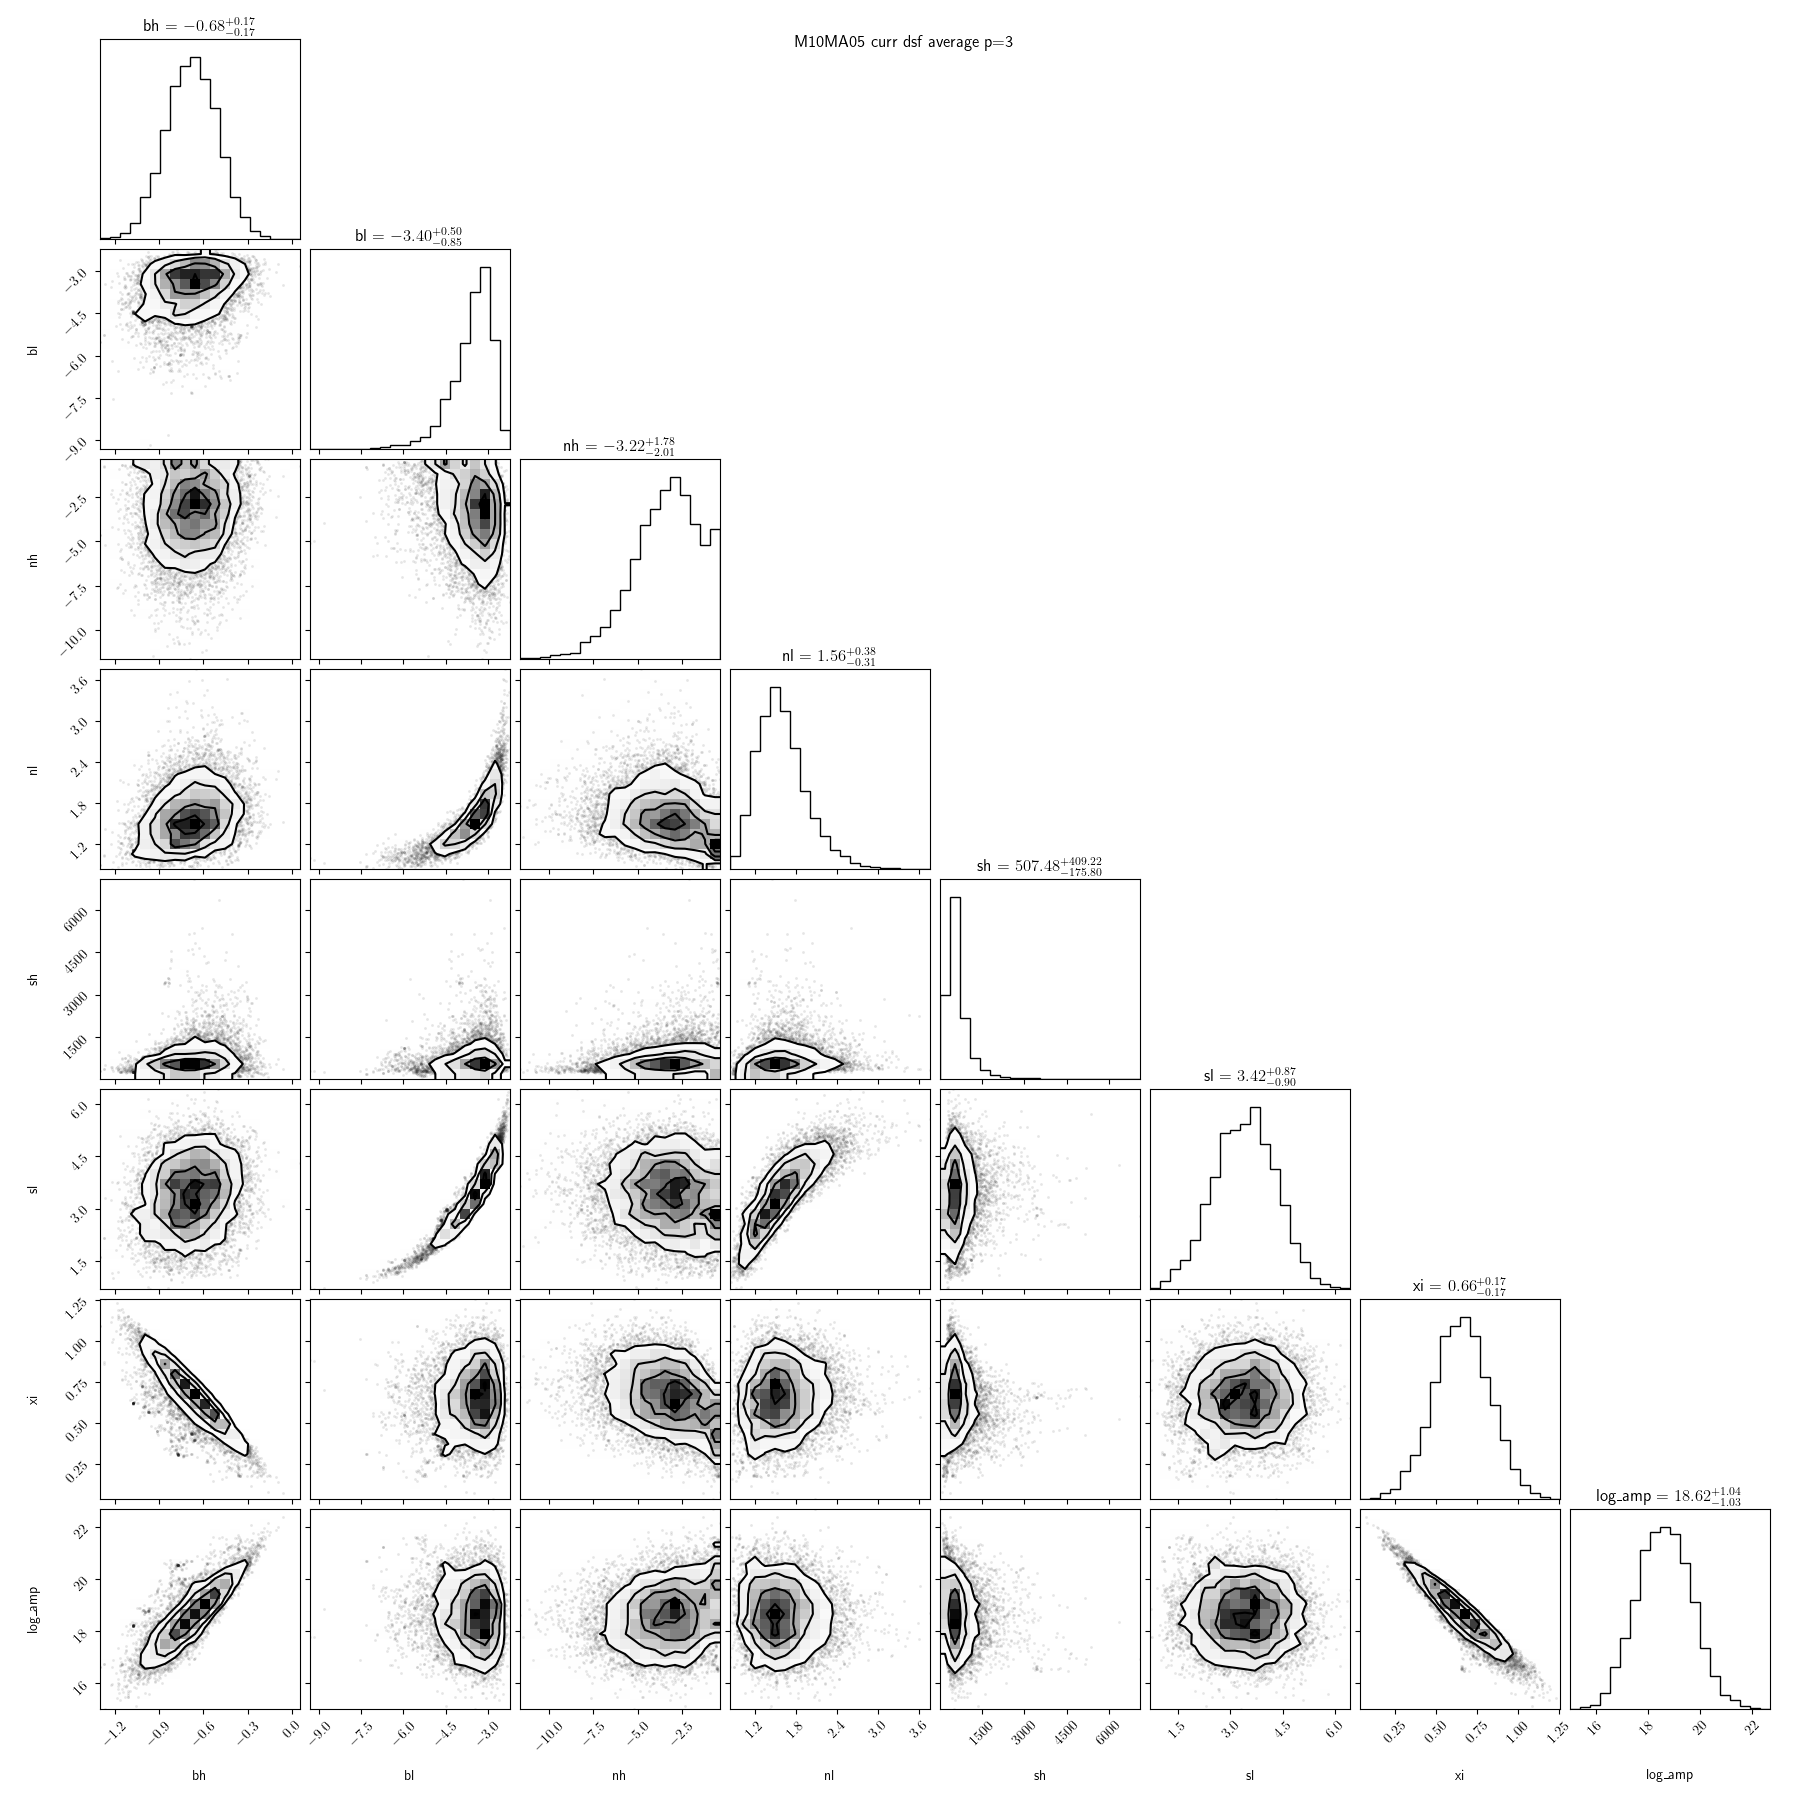 M10MA05 curr dsf average p=3
bh = −0.68+0.17−0.17
bl = −3.40+0.50−0.85
−3.0
−4.5
−6.0
−7.5
−9.0
bl
nh = −3.22+1.78−2.01
−2.5
−5.0
−7.5
−10.0
nh
nl = 1.56+0.38−0.31
3.6
3.0
2.4
1.8
1.2
nl
sh = 507.48+409.22−175.80
6000
4500
3000
1500
sh
sl = 3.42+0.87−0.90
6.0
4.5
3.0
1.5
sl
xi = 0.66+0.17−0.17
1.25
1.00
0.75
0.50
0.25
xi
log_amp = 18.62+1.04−1.03
22
20
18
16
log_amp
−1.2 −0.9 −0.6 −0.3 0.0 −9.0 −7.5 −6.0 −4.5 −3.0 −10.0 −7.5 −5.0 −2.5 1.2 1.8 2.4 3.0 3.6 1500 3000 4500 6000 1.5 3.0 4.5 6.0 0.25 0.50 0.75 1.00 1.25 16 18 20 22
bh bl nh nl sh sl xi log_amp